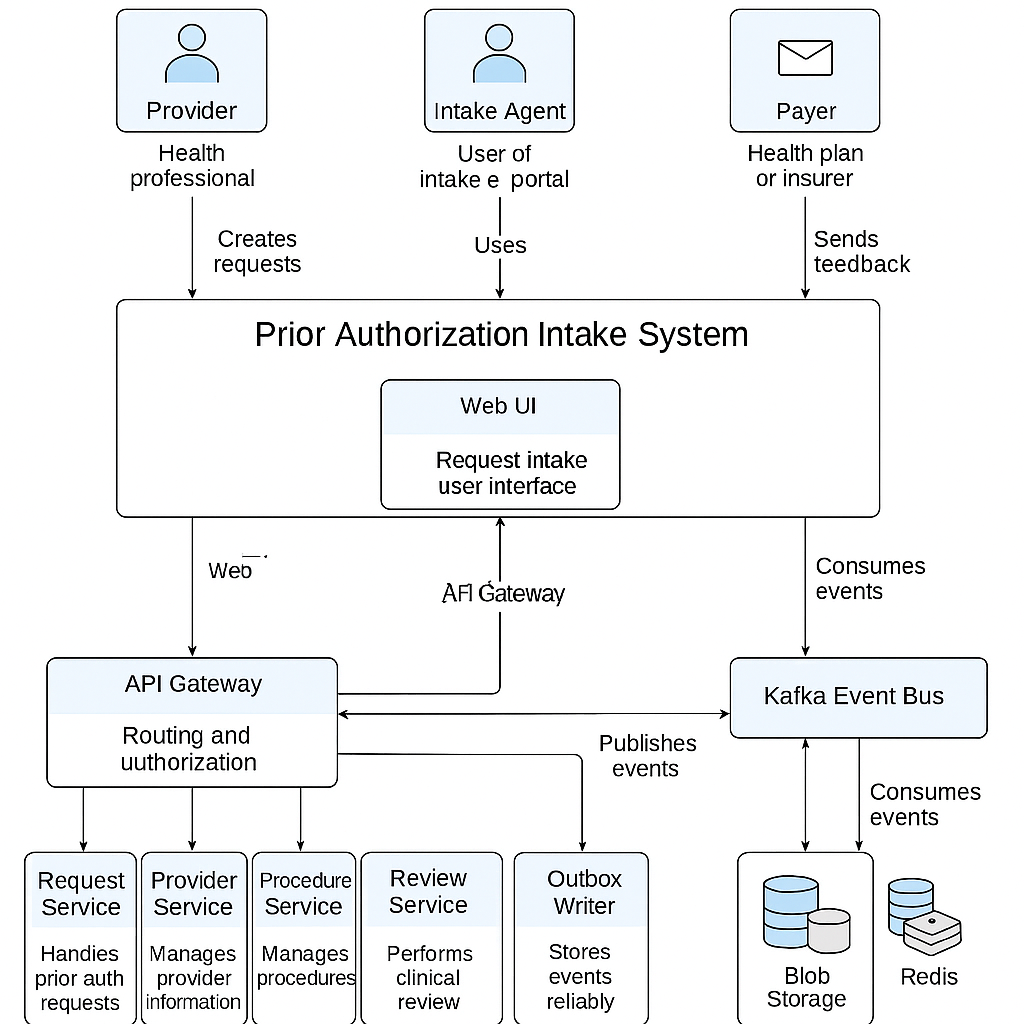 Provider
Intake Agent
Payer
Health
professional
User of
intake e portal
Health plan
or insurer
Creates
requests
Uses
Sends
teedback
Prior Authorization Intake System
Web UI
Request intake
user interface
Web
AFI Gateway
Consumes
events
API Gateway
Routing and
uuthorization
Kafka Event Bus
Publishes
events
Consumes
events
Request
Service
Handies
prior auth
requests
Provider
Service
Manages
provider
information
Procedure
Service
Manages
procedures
Review
Service
Performs
clinical
review
Outbox
Writer
Stores
events
reliably
Blob
Storage
Redis